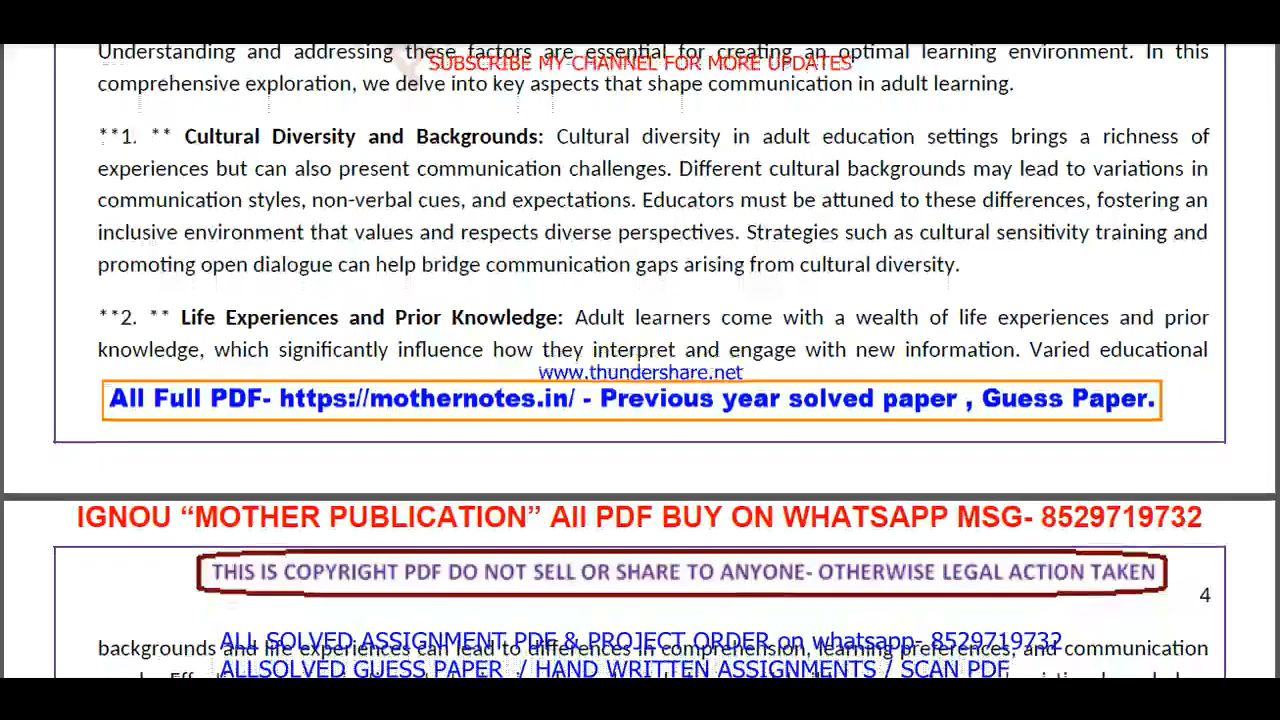 Understanding and addressing these factors are essential for creating an optimal learning environment. In this
SUBSCRIBE MY CHANNEL FOR MORE UPDATES
comprehensive exploration, we delve into key aspects that shape communication in adult learning.
**1. ** Cultural Diversity and Backgrounds: Cultural diversity in adult education settings brings a richness of
experiences but can also present communication challenges. Different cultural backgrounds may lead to variations in
communication styles, non-verbal cues, and expectations. Educators must be attuned to these differences, fostering an
inclusive environment that values and respects diverse perspectives. Strategies such as cultural sensitivity training and
promoting open dialogue can help bridge communication gaps arising from cultural diversity.
**2. ** Life Experiences and Prior Knowledge: Adult learners come with a wealth of life experiences and prior
knowledge, which significantly influence how they interpret and engage with new information. Varied educational
www.thundershare.net
All Full PDF- https://mothernotes.in/ - Previous year solved paper , Guess Paper.
IGNOU “MOTHER PUBLICATION” All PDF BUY ON WHATSAPP MSG- 8529719732
THIS IS COPYRIGHT PDF DO NOT SELL OR SHARE TO ANYONE- OTHERWISE LEGAL ACTION TAKEN
4
ALL SOLVED ASSIGNMENT PDF & PROJECT ORDER on whatsapp- 8529719732
backgrounds and life experiences can lead to differences in comprehension, learning preferences, and communication
ALLSOLVED GUESS PAPER / HAND WRITTEN ASSIGNMENTS / SCAN PDF